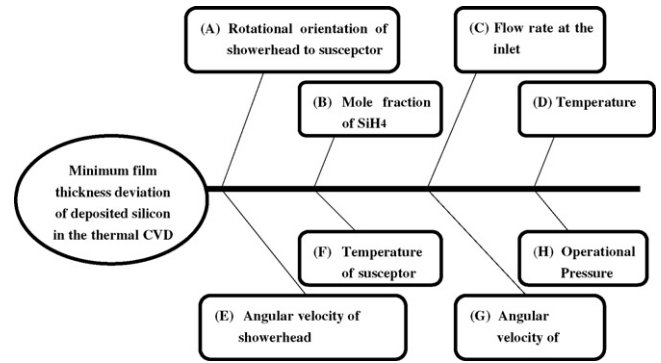 (A) Rotational orientation of
showerhead to suscepctor
(C) Flow rate at the
inlet
(B) Mole fraction
of SiH4
(D) Temperature
Minimum film
thickness deviation
of deposited silicon
in the thermal CVD
(F) Temperature
of susceptor
(H) Operational
Pressure
(E) Angular velocity of
showerhead
(G) Angular
velocity of